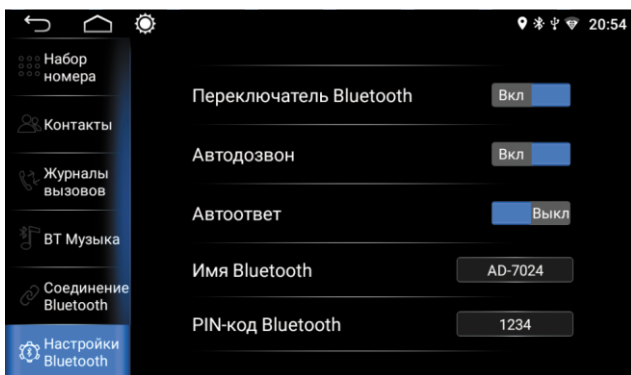 20:54
Набор
номера
Контакты
Журналы
вызовов
BT Музыка
Соединение
Bluetooth
Настройки
Bluetooth
Переключатель Bluetooth
Вкл
Автодозвон
Вкл
Автоответ
Выкл
Имя Bluetooth
AD-7024
PIN-код Bluetooth
1234